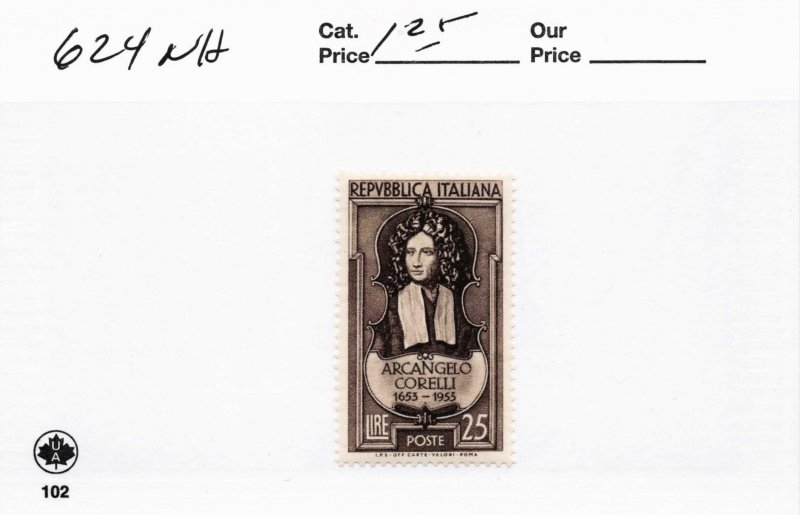 624 NH
Cat. Price 1 25
Our Price
REPVBBLICA ITALIANA
ARCANGELO
CORELLI
1653 - 1953
LIRE POSTE 25
I.P.S. - OFF. CARTE - VALORI - ROMA
UAT
102